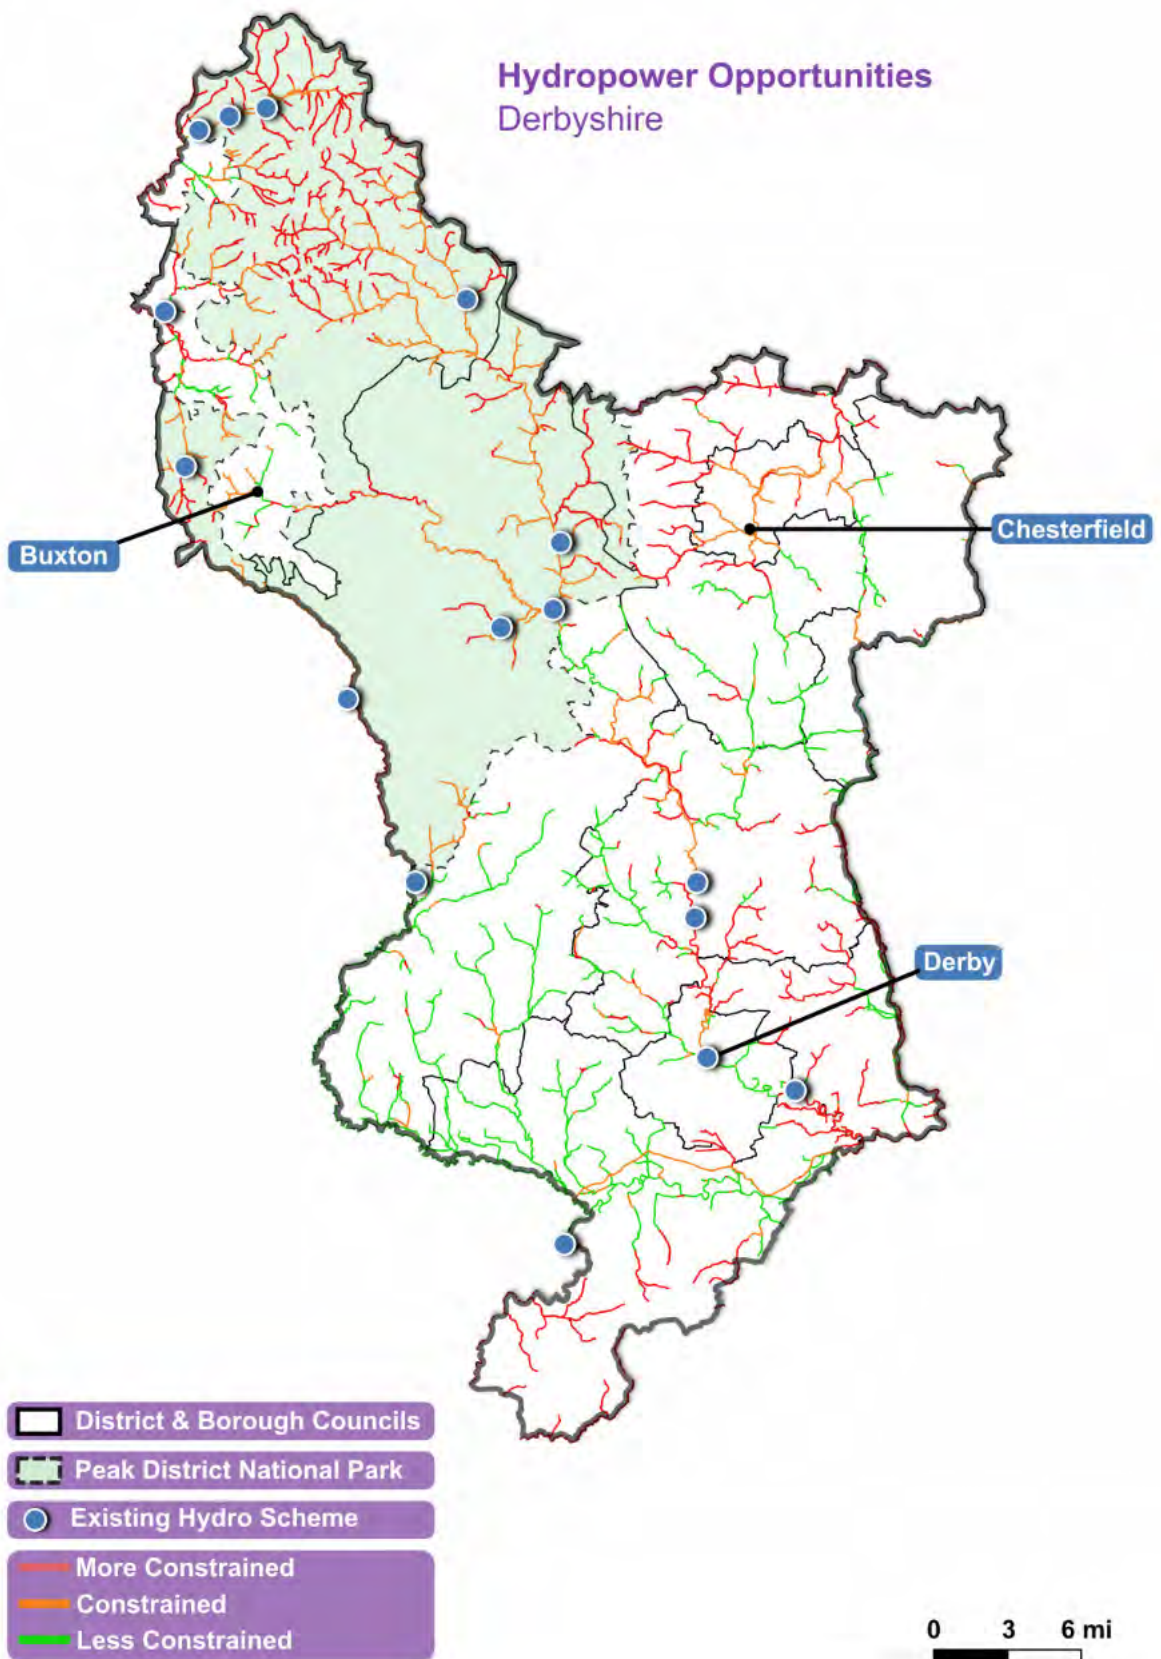 Hydropower Opportunities
Derbyshire
Buxton
Chesterfield
Derby
District & Borough Councils
Peak District National Park
Existing Hydro Scheme
More Constrained
Constrained
Less Constrained
0 3 6 mi